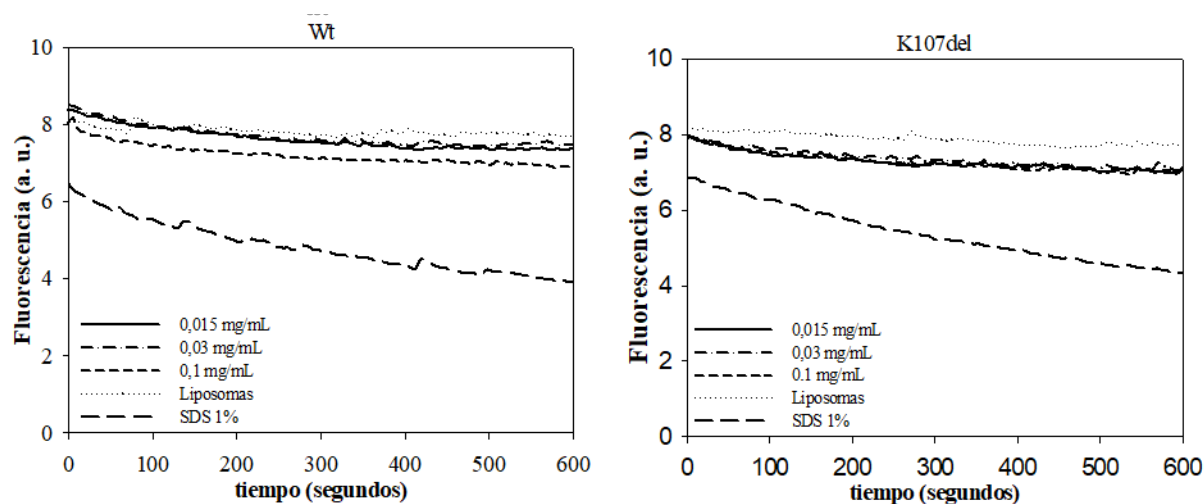 Wt
10
8
6
4
2
0
Fluorescencia (a. u.)
0,015 mg/mL
0,03 mg/mL
0,1 mg/mL
Liposomas
SDS 1%
0 100 200 300 400 500 600
tiempo (segundos)
K107del
10
8
6
4
2
0
Fluorescencia (a. u.)
0,015 mg/mL
0,03 mg/mL
0.1 mg/mL
Liposomas
SDS 1%
0 100 200 300 400 500 600
tiempo (segundos)